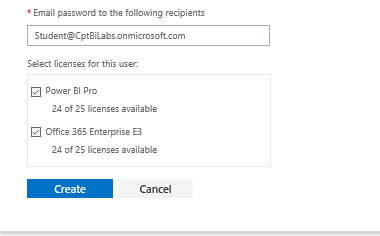 * Email password to the following recipients
Student@CptBiLabs.onmicrosoft.com
Select licenses for this user:
Power BI Pro
24 of 25 licenses available
Office 365 Enterprise E3
24 of 25 licenses available
Create Cancel